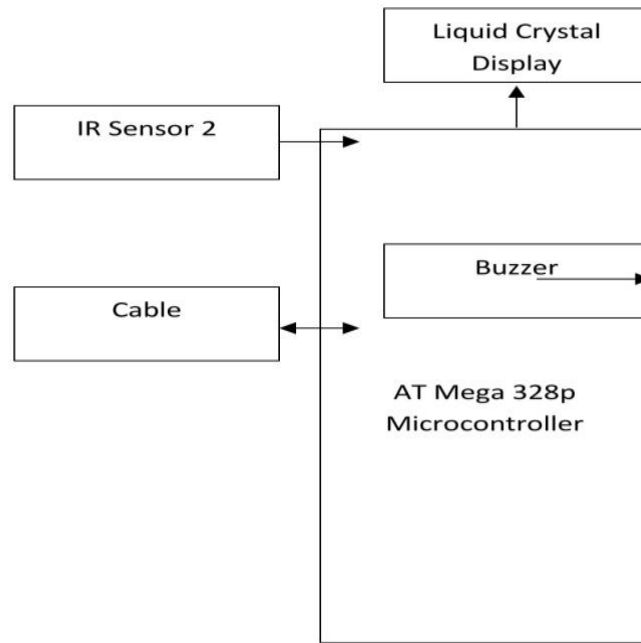 Liquid Crystal
Display
IR Sensor 2
Buzzer
Cable
AT Mega 328p
Microcontroller